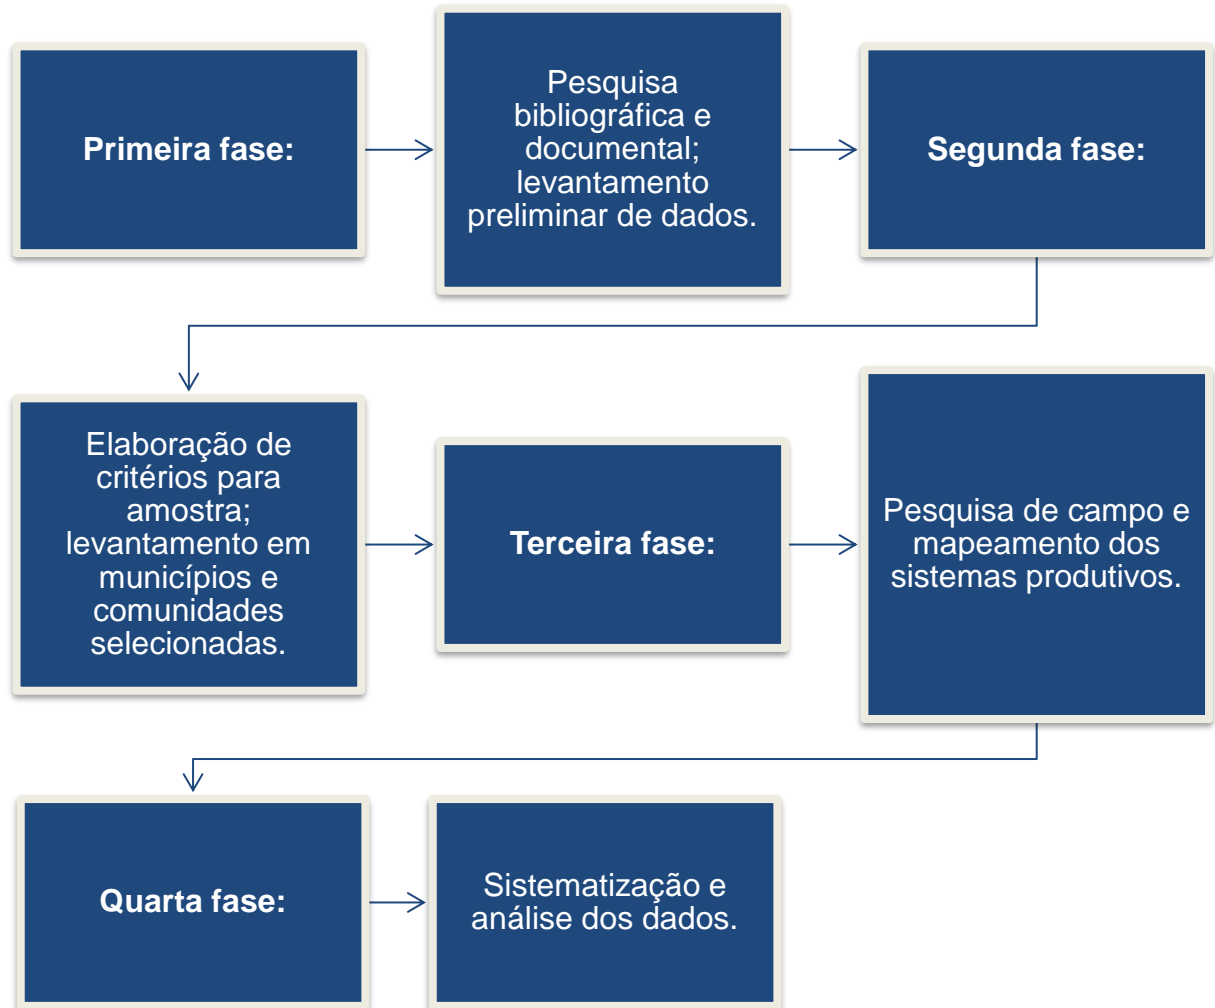 Primeira fase:
Pesquisa
bibliográfica e
documental;
levantamento
preliminar de dados.
Segunda fase:
Elaboração de
critérios para
amostra;
levantamento em
municípios e
comunidades
selecionadas.
Terceira fase:
Pesquisa de campo e
mapeamento dos
sistemas produtivos.
Quarta fase:
Sistematização e
análise dos dados.